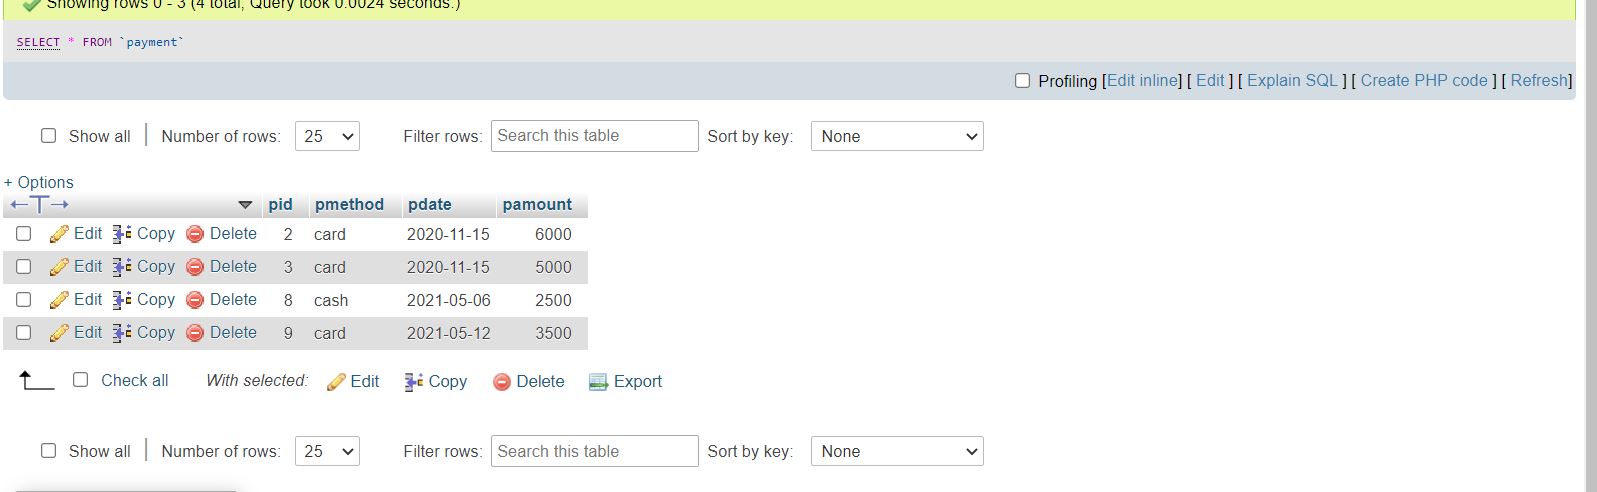 Showing rows 0 - 3 (4 total, Query took 0.0024 seconds.)
SELECT * FROM `payment`
Profiling [Edit inline] [ Edit ] [ Explain SQL ] [ Create PHP code ] [ Refresh]
Show all | Number of rows: 25 Filter rows: Search this table Sort by key: None
+ Options
←T→ pid pmethod pdate pamount
Edit Copy Delete 2 card 2020-11-15 6000
Edit Copy Delete 3 card 2020-11-15 5000
Edit Copy Delete 8 cash 2021-05-06 2500
Edit Copy Delete 9 card 2021-05-12 3500
Check all With selected: Edit Copy Delete Export
Show all | Number of rows: 25 Filter rows: Search this table Sort by key: None